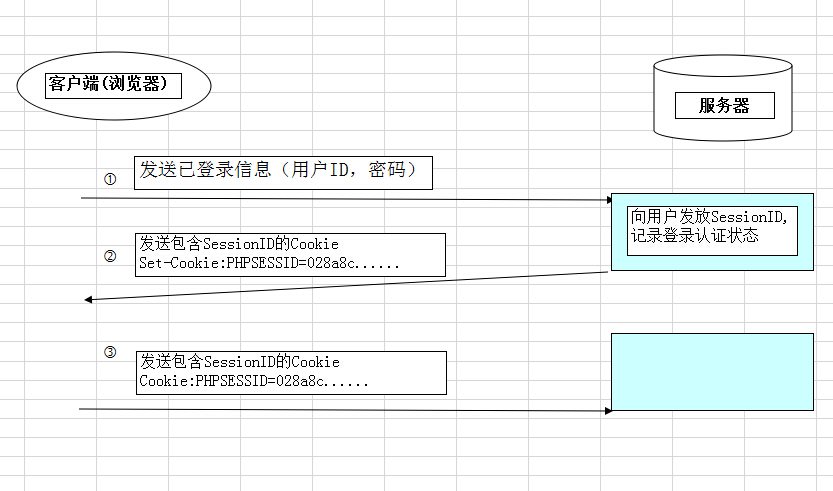 客户端(浏览器)
服务器
① 发送已登录信息（用户ID，密码）
向用户发放SessionID,
记录登录认证状态
② 发送包含SessionID的Cookie
Set-Cookie:PHPSESSID=028a8c......
③ 发送包含SessionID的Cookie
Cookie:PHPSESSID=028a8c......